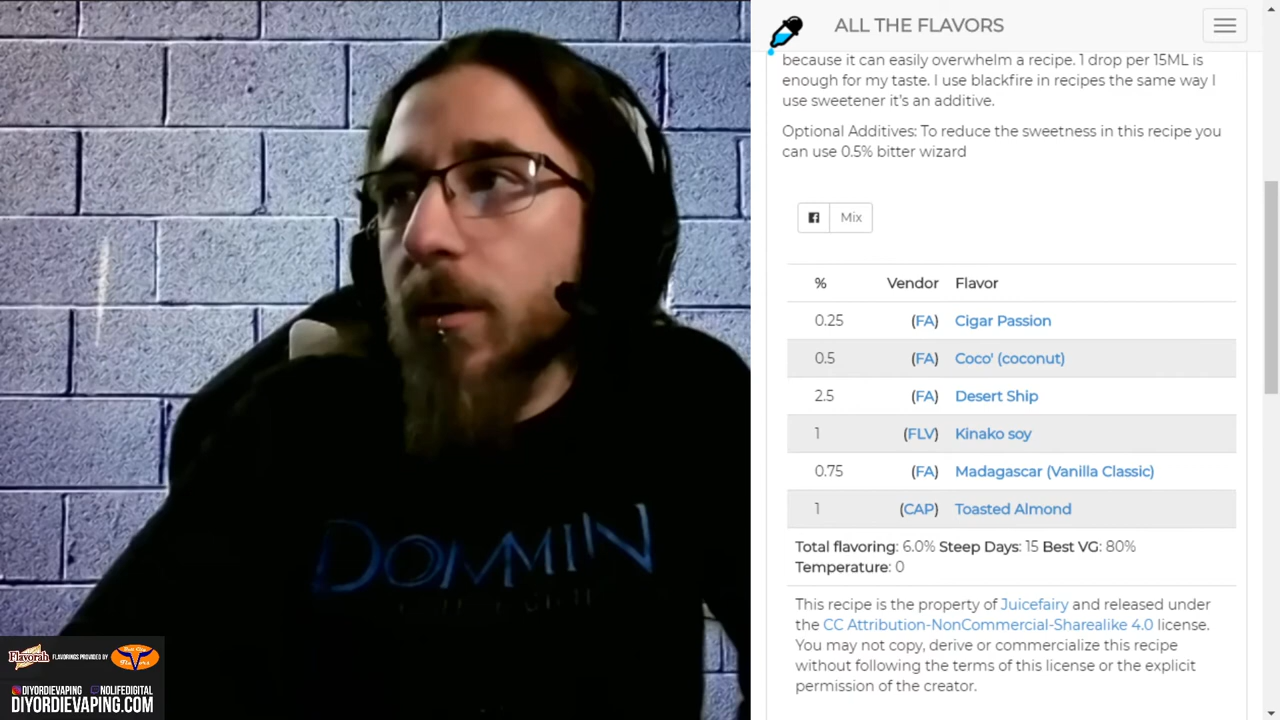 ALL THE FLAVORS
because it can easily overwhelm a recipe. 1 drop per 15ML is
enough for my taste. I use blackfire in recipes the same way I
use sweetener it's an additive.
Optional Additives: To reduce the sweetness in this recipe you
can use 0.5% bitter wizard
Mix
% Vendor Flavor
0.25 (FA) Cigar Passion
0.5 (FA) Coco' (coconut)
2.5 (FA) Desert Ship
1 (FLV) Kinako soy
0.75 (FA) Madagascar (Vanilla Classic)
1 (CAP) Toasted Almond
Total flavoring: 6.0% Steep Days: 15 Best VG: 80%
Temperature: 0
This recipe is the property of Juicefairy and released under
the CC Attribution-NonCommercial-Sharealike 4.0 license.
You may not copy, derive or commercialize this recipe
without following the terms of this license or the explicit
permission of the creator.
DOMMIN
Flavorah FLAVORINGS PROVIDED BY
Flavors
DIYORDIEVAPING NOLIFEDIGITAL
DIYORDIEVAPING.COM